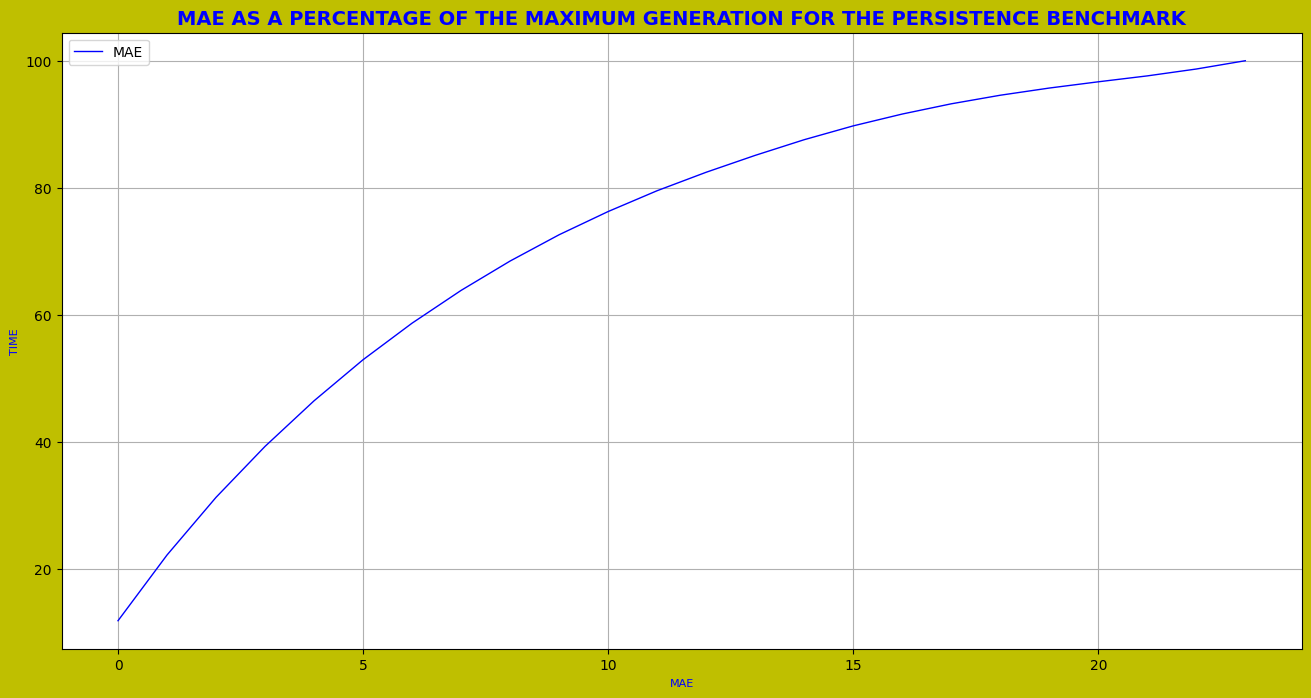 MAE AS A PERCENTAGE OF THE MAXIMUM GENERATION FOR THE PERSISTENCE BENCHMARK
MAE
100
80
60
40
20
TIME
0 5 10 15 20
MAE